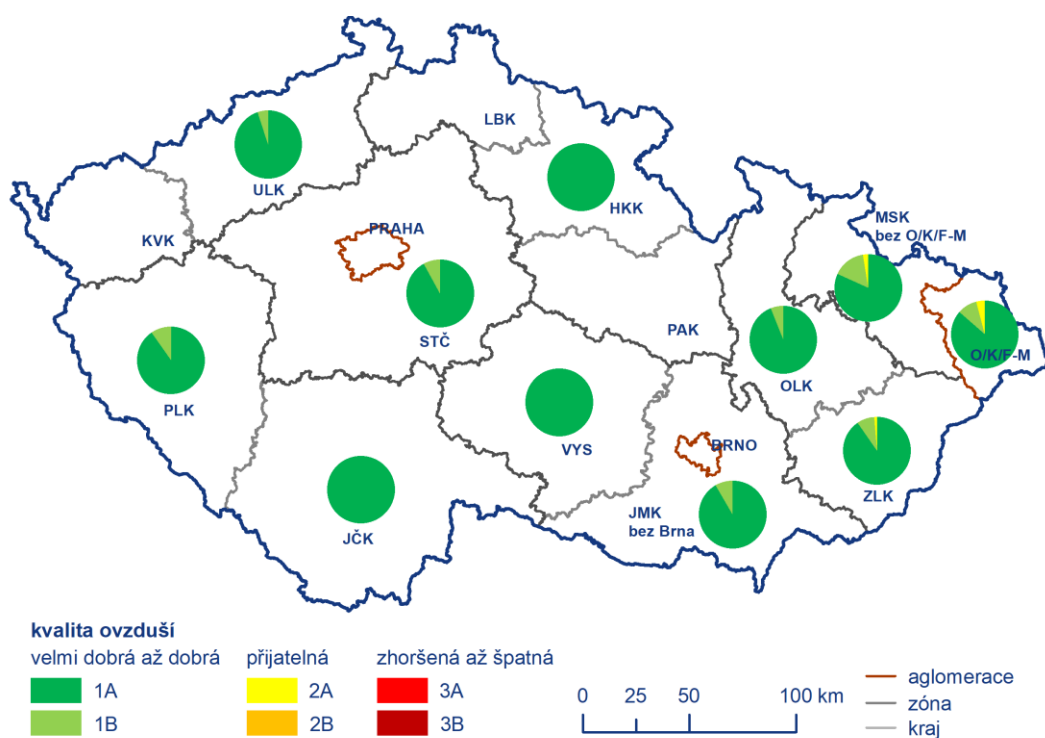 LBK
ULK
HKK
MSK
bez O/K/F-M
PRAHA
KVK
PAK
STČ
O/K/F-M
OLK
PLK
VYS
BRNO
ZLK
JMK
bez Brna
JČK
kvalita ovzduší
velmi dobrá až dobrá
přijatelná
zhoršená až špatná
1A
2A
3A
1B
2B
3B
0 25 50 100 km
aglomerace
zóna
kraj